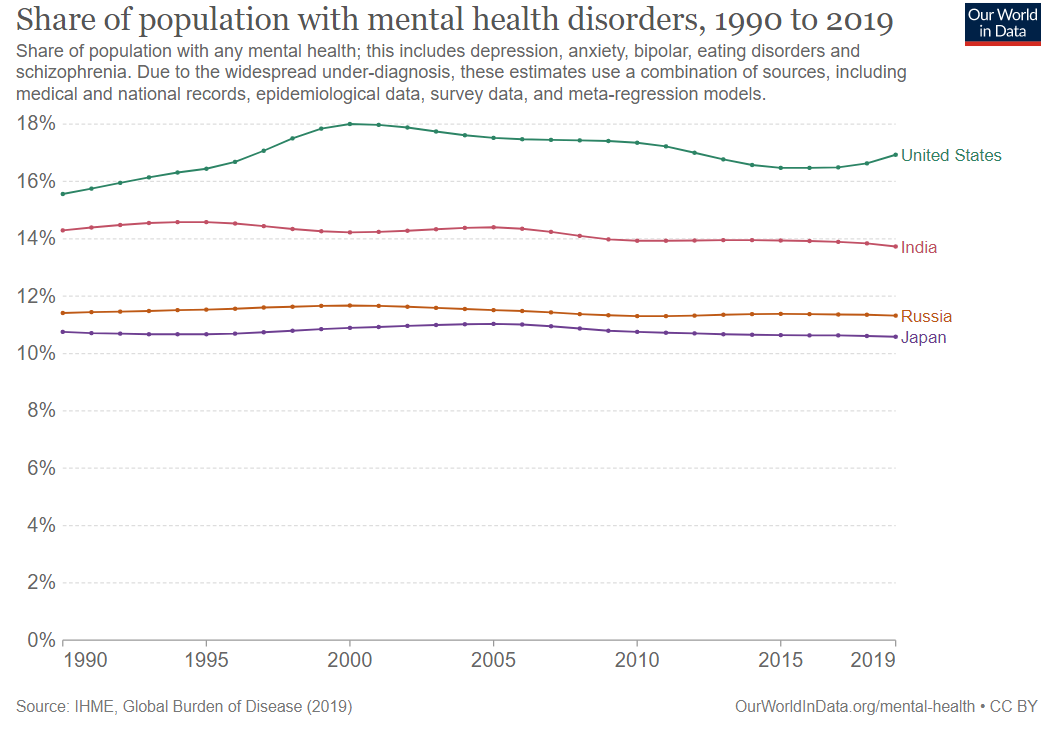 Share of population with mental health disorders, 1990 to 2019
Our World
in Data
Share of population with any mental health; this includes depression, anxiety, bipolar, eating disorders and
schizophrenia. Due to the widespread under-diagnosis, these estimates use a combination of sources, including
medical and national records, epidemiological data, survey data, and meta-regression models.
18%
United States
16%
14%
India
12%
Russia
Japan
10%
8%
6%
4%
2%
0%
1990 1995 2000 2005 2010 2015 2019
Source: IHME, Global Burden of Disease (2019)
OurWorldInData.org/mental-health • CC BY